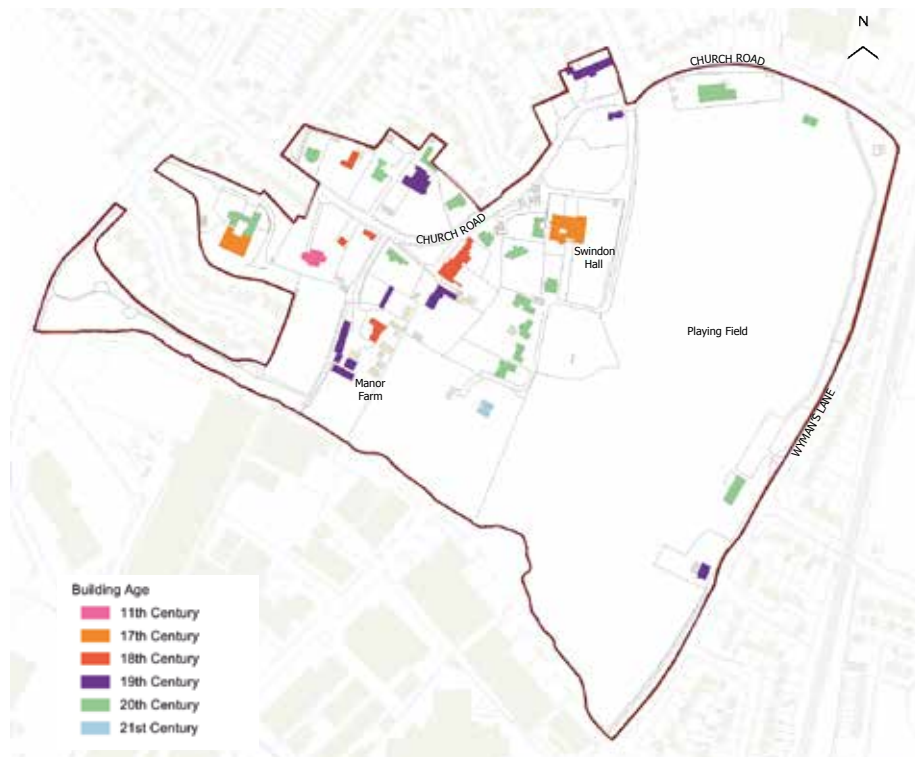 N
CHURCH ROAD
CHURCH ROAD
Swindon
Hall
Playing Field
Manor
Farm
WYMAN'S LANE
Building Age
11th Century
17th Century
18th Century
19th Century
20th Century
21st Century